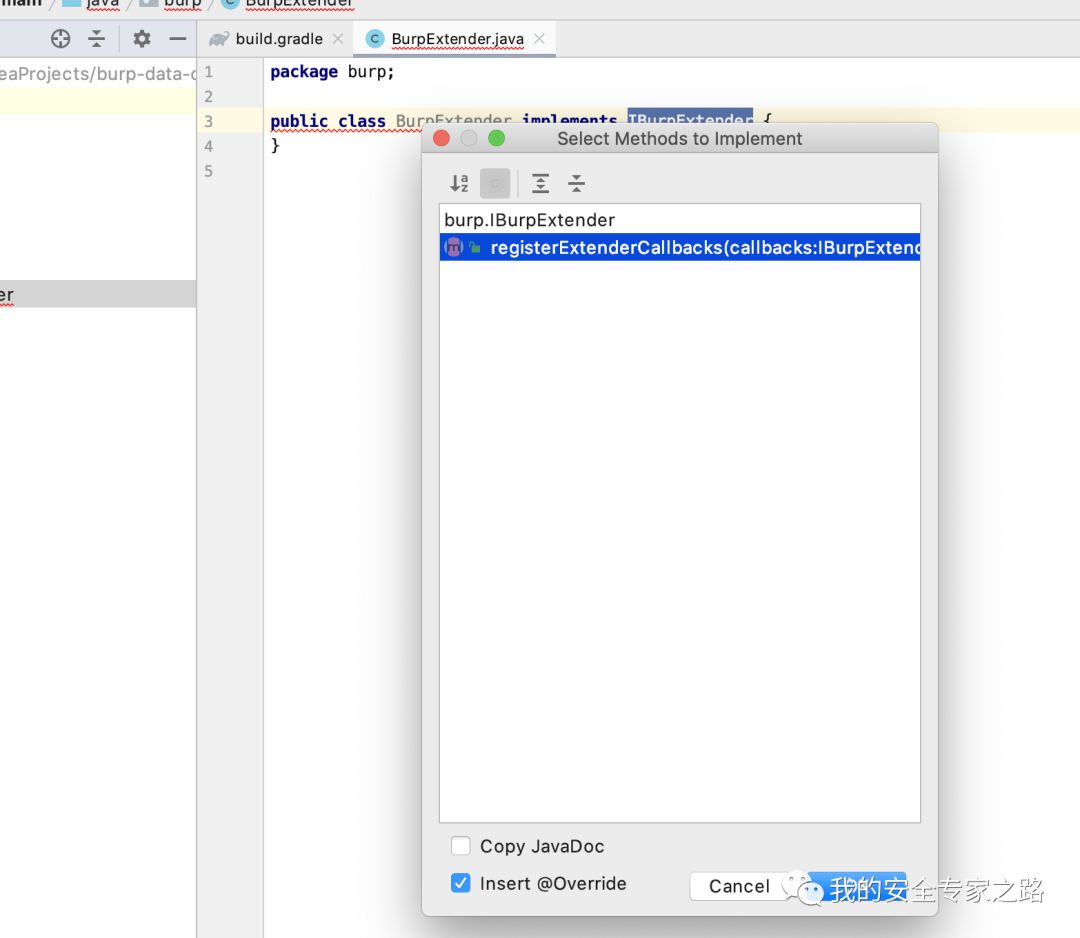 main java burp BurpExtender
build.gradle BurpExtender.java
eaProjects/burp-data-
1 package burp;
2
3 public class BurpExtender implements IBurpExtender {
4 }
5
er
Select Methods to Implement
burp.IBurpExtender
m registerExtenderCallbacks(callbacks:IBurpExtend
Copy JavaDoc
Insert @Override
Cancel
我的安全专家之路